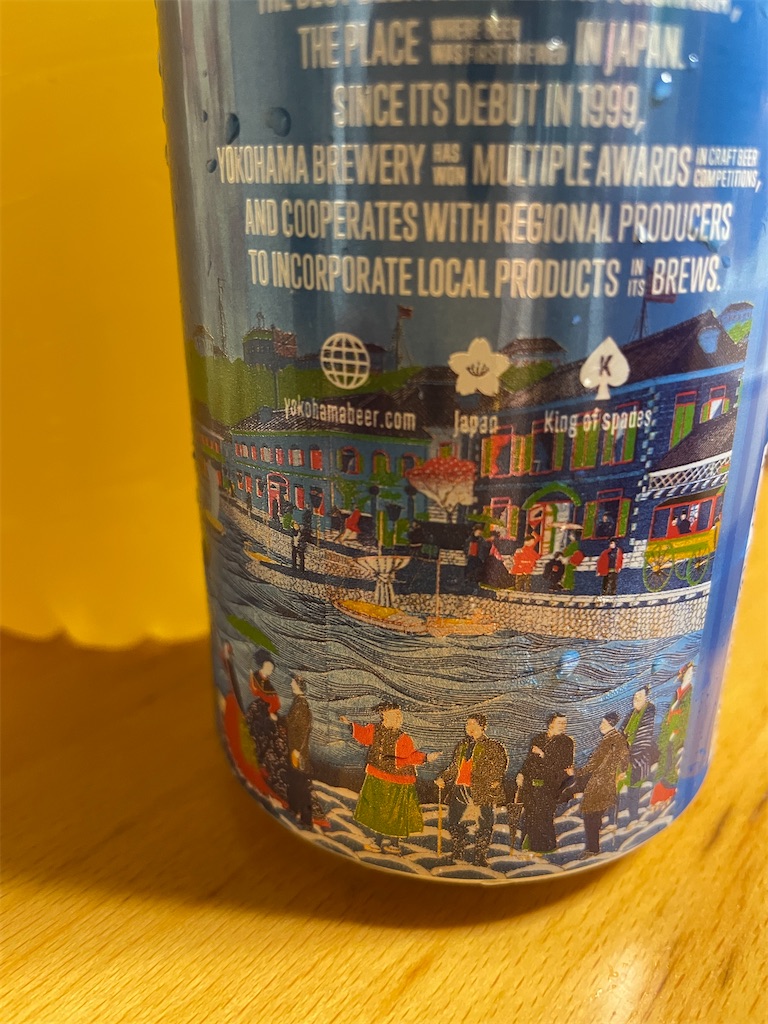 THE PLACE WHERE BEER WAS FIRST BREWED IN JAPAN.
SINCE ITS DEBUT IN 1999,
YOKOHAMA BREWERY HAS WON MULTIPLE AWARDS IN CRAFT BEER COMPETITIONS,
AND COOPERATES WITH REGIONAL PRODUCERS
TO INCORPORATE LOCAL PRODUCTS IN ITS BREWS.
K
yokohamabeer.com Japan King of spades